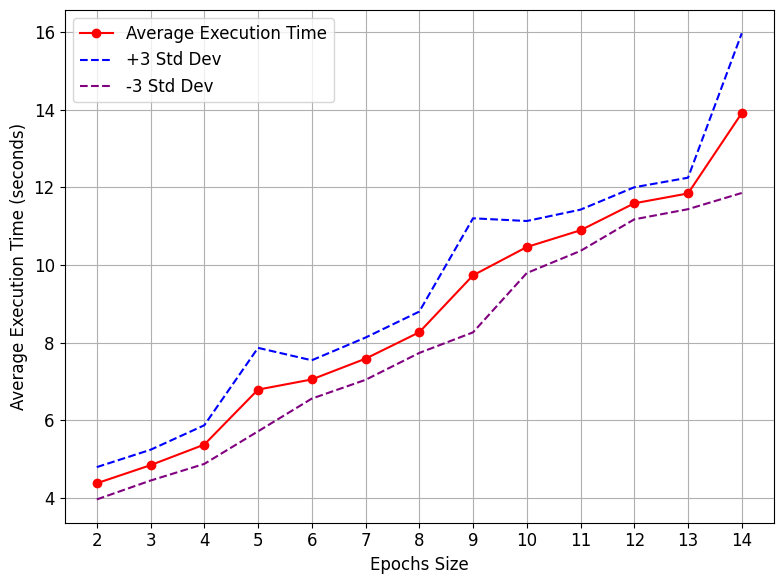 Average Execution Time
+3 Std Dev
-3 Std Dev
16
14
12
10
8
6
4
Average Execution Time (seconds)
2 3 4 5 6 7 8 9 10 11 12 13 14
Epochs Size